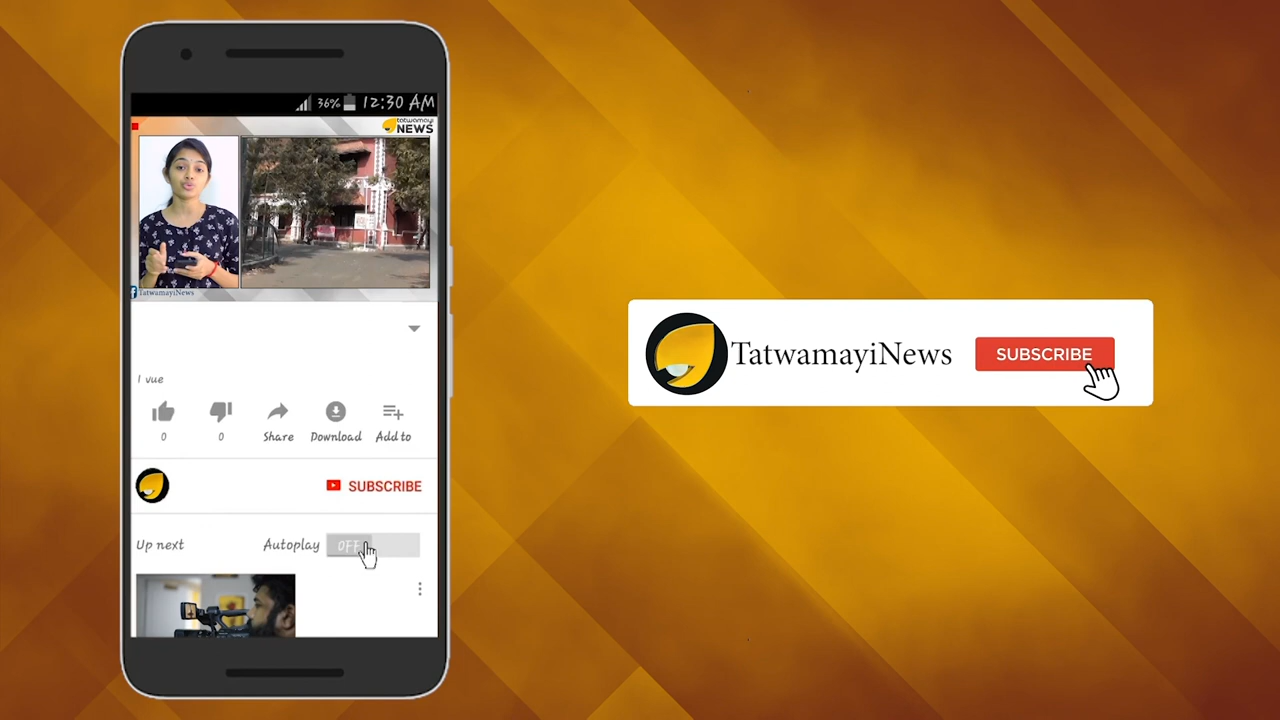 36% 12:30 AM
tatwamayi
NEWS
TatwamayiNews
1 vue
0 0 Share Download Add to
SUBSCRIBE
Up next Autoplay OFF
TatwamayiNews SUBSCRIBE